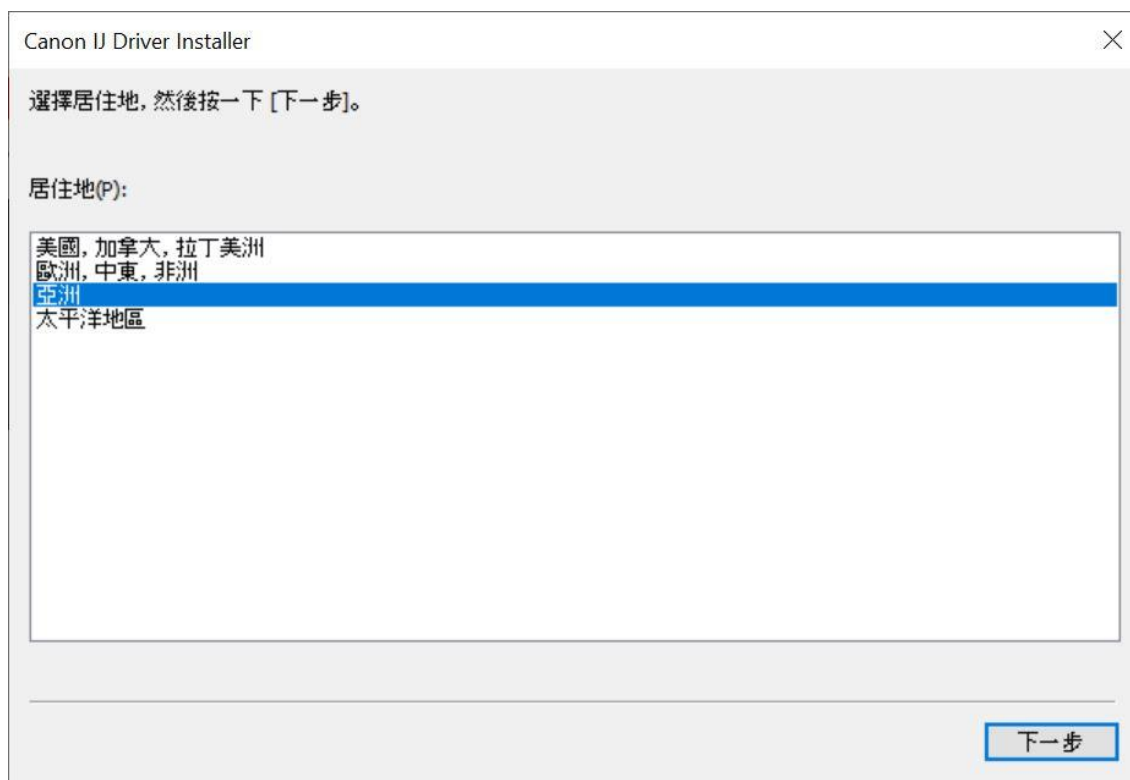 Canon IJ Driver Installer
選擇居住地, 然後按一下 [下一步]。
居住地(P):
美國, 加拿大, 拉丁美洲
歐洲, 中東, 非洲
亞洲
太平洋地區
下一步